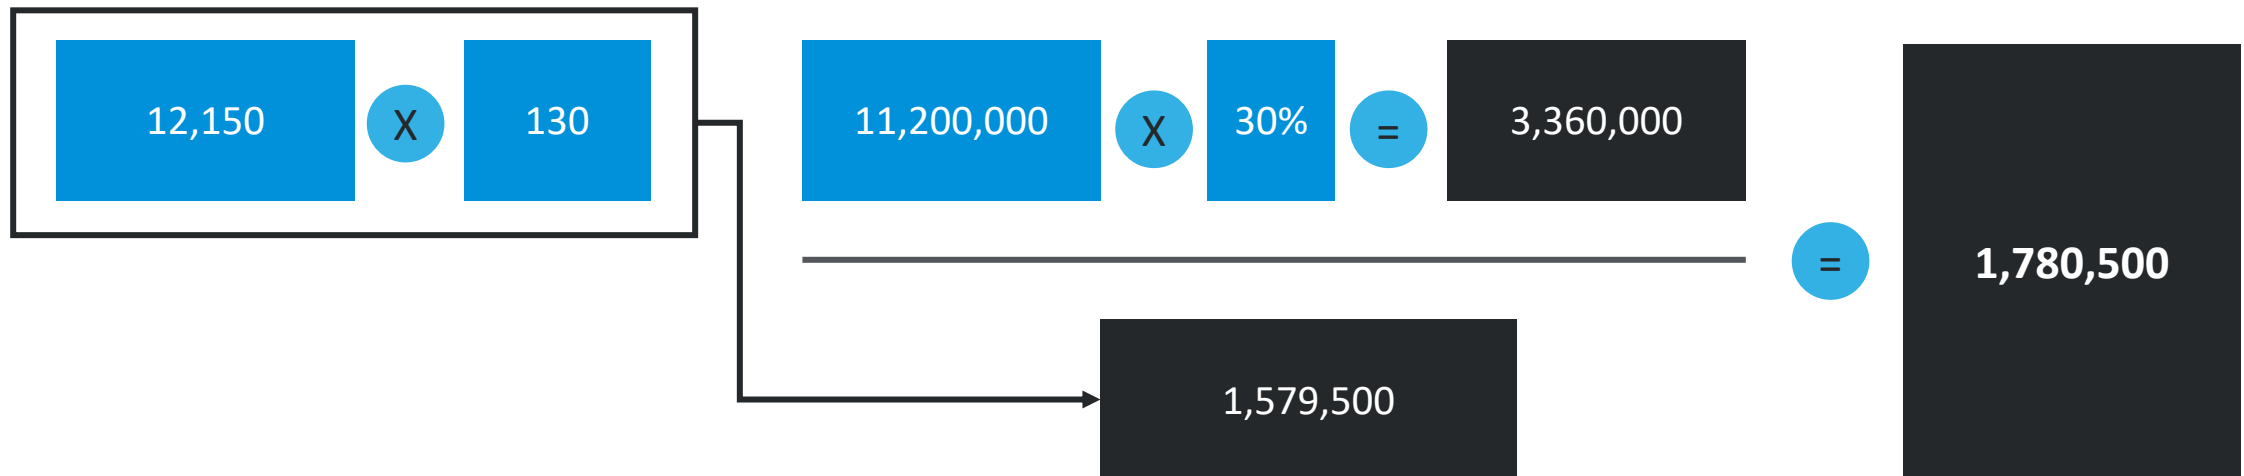 12,150 X 130
11,200,000 X 30% = 3,360,000
= 1,780,500
1,579,500